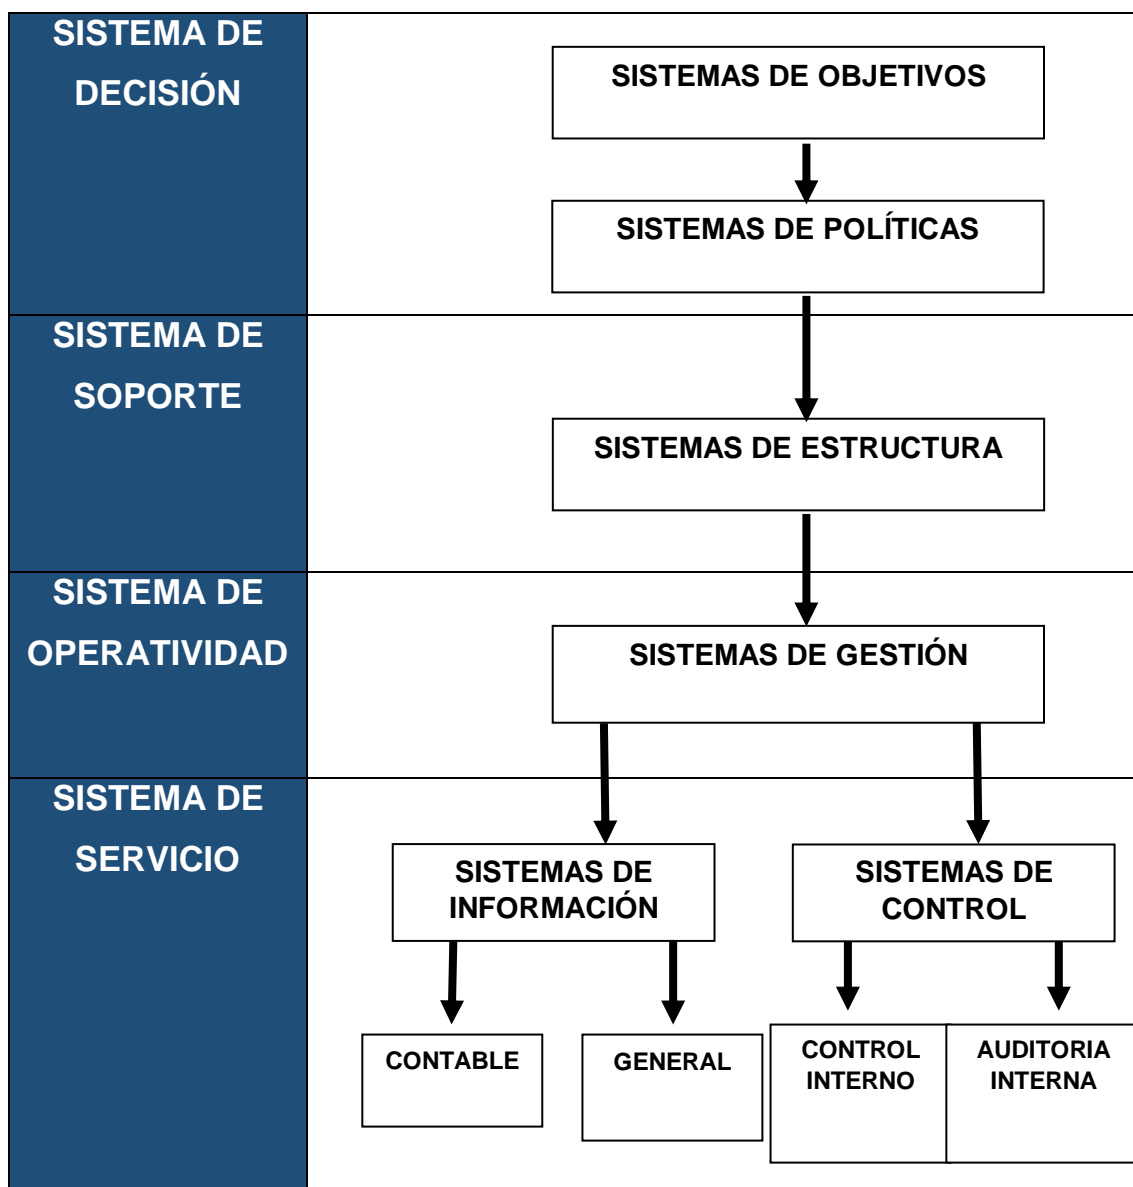 SISTEMA DE
DECISIÓN
SISTEMAS DE OBJETIVOS
SISTEMAS DE POLÍTICAS
SISTEMA DE
SOPORTE
SISTEMAS DE ESTRUCTURA
SISTEMA DE
OPERATIVIDAD
SISTEMAS DE GESTIÓN
SISTEMA DE
SERVICIO
SISTEMAS DE
INFORMACIÓN
SISTEMAS DE
CONTROL
CONTABLE
GENERAL
CONTROL
INTERNO
AUDITORIA
INTERNA